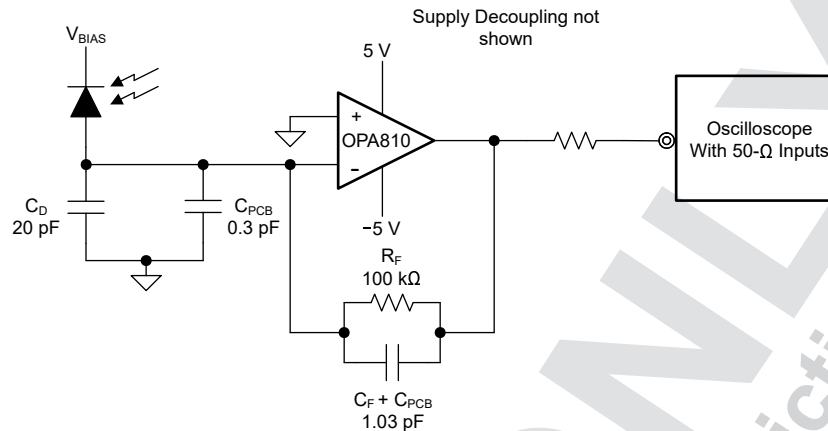 Supply Decoupling not
shown
V_BIAS
5 V
+
OPA810
-
−5 V
Oscilloscope
With 50-Ω Inputs
C_D
20 pF
C_PCB
0.3 pF
R_F
100 kΩ
C_F + C_PCB
1.03 pF